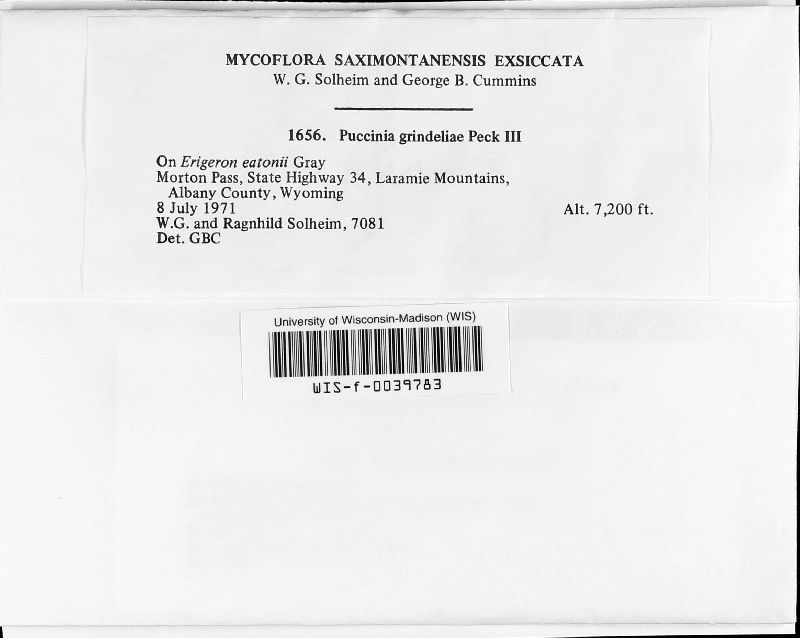 MYCOFLORA SAXIMONTANENSIS EXSICCATA
W. G. Solheim and George B. Cummins
1656. Puccinia grindeliae Peck III
On Erigeron eatonii Gray
Morton Pass, State Highway 34, Laramie Mountains,
Albany County, Wyoming
8 July 1971 Alt. 7,200 ft.
W.G. and Ragnhild Solheim, 7081
Det. GBC
University of Wisconsin-Madison (WIS)
WIS-f-0039783